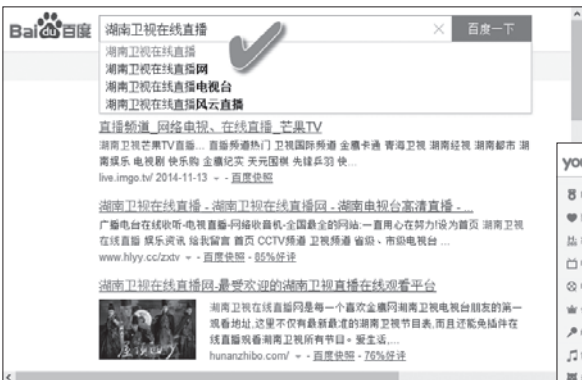 Bai du 百度
湖南卫视在线直播
百度一下
湖南卫视在线直播
湖南卫视在线直播网
湖南卫视在线直播电视台
湖南卫视在线直播风云直播
直播频道_网络电视、在线直播_芒果TV
湖南卫视芒果TV直播... 直播频道热门 卫视国际频道 金鹰卡通 青海卫视 湖南经视 湖南都市 湖
南娱乐 电视剧 快乐购 金鹰纪实 天元围棋 先锋乒羽 快...
live.imgo.tv/ 2014-11-13 - 百度快照
湖南卫视在线直播 - 湖南卫视在线直播网 - 湖南电视台高清直播 - ...
广播电台在线收听-电视直播-网络收音机-全国最全的网站:一直用心在努力!设为首页 湖南卫视
在线直播 娱乐资讯 给我留言 首页 CCTV频道 卫视频道 省级、市级电视台 ...
www.hlyy.cc/zxtv - 百度快照 - 85%好评
湖南卫视在线直播网-最受欢迎的湖南卫视直播在线观看平台
湖南卫视在线直播网是每一个喜欢金鹰网湖南卫视电视台朋友的第一
观看地址,这里不仅有最新最准的湖南卫视节目表,而且还能免插件在
线直播观看湖南卫视所有节目。爱生活,...
hunanzhibo.com/ - 百度快照 - 76%好评
you